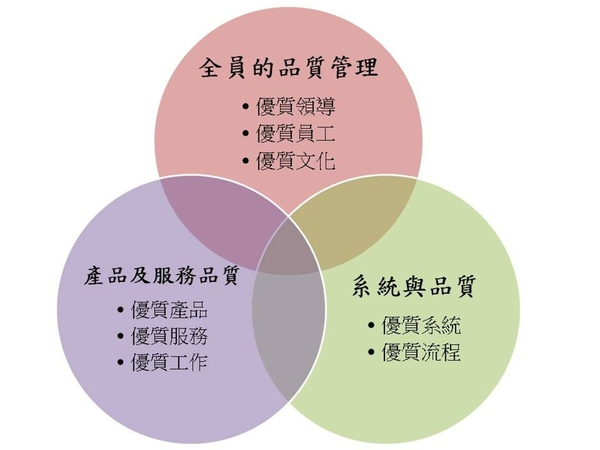 全員的品質管理
• 優質領導
• 優質員工
• 優質文化
產品及服務品質
• 優質產品
• 優質服務
• 優質工作
系統與品質
• 優質系統
• 優質流程